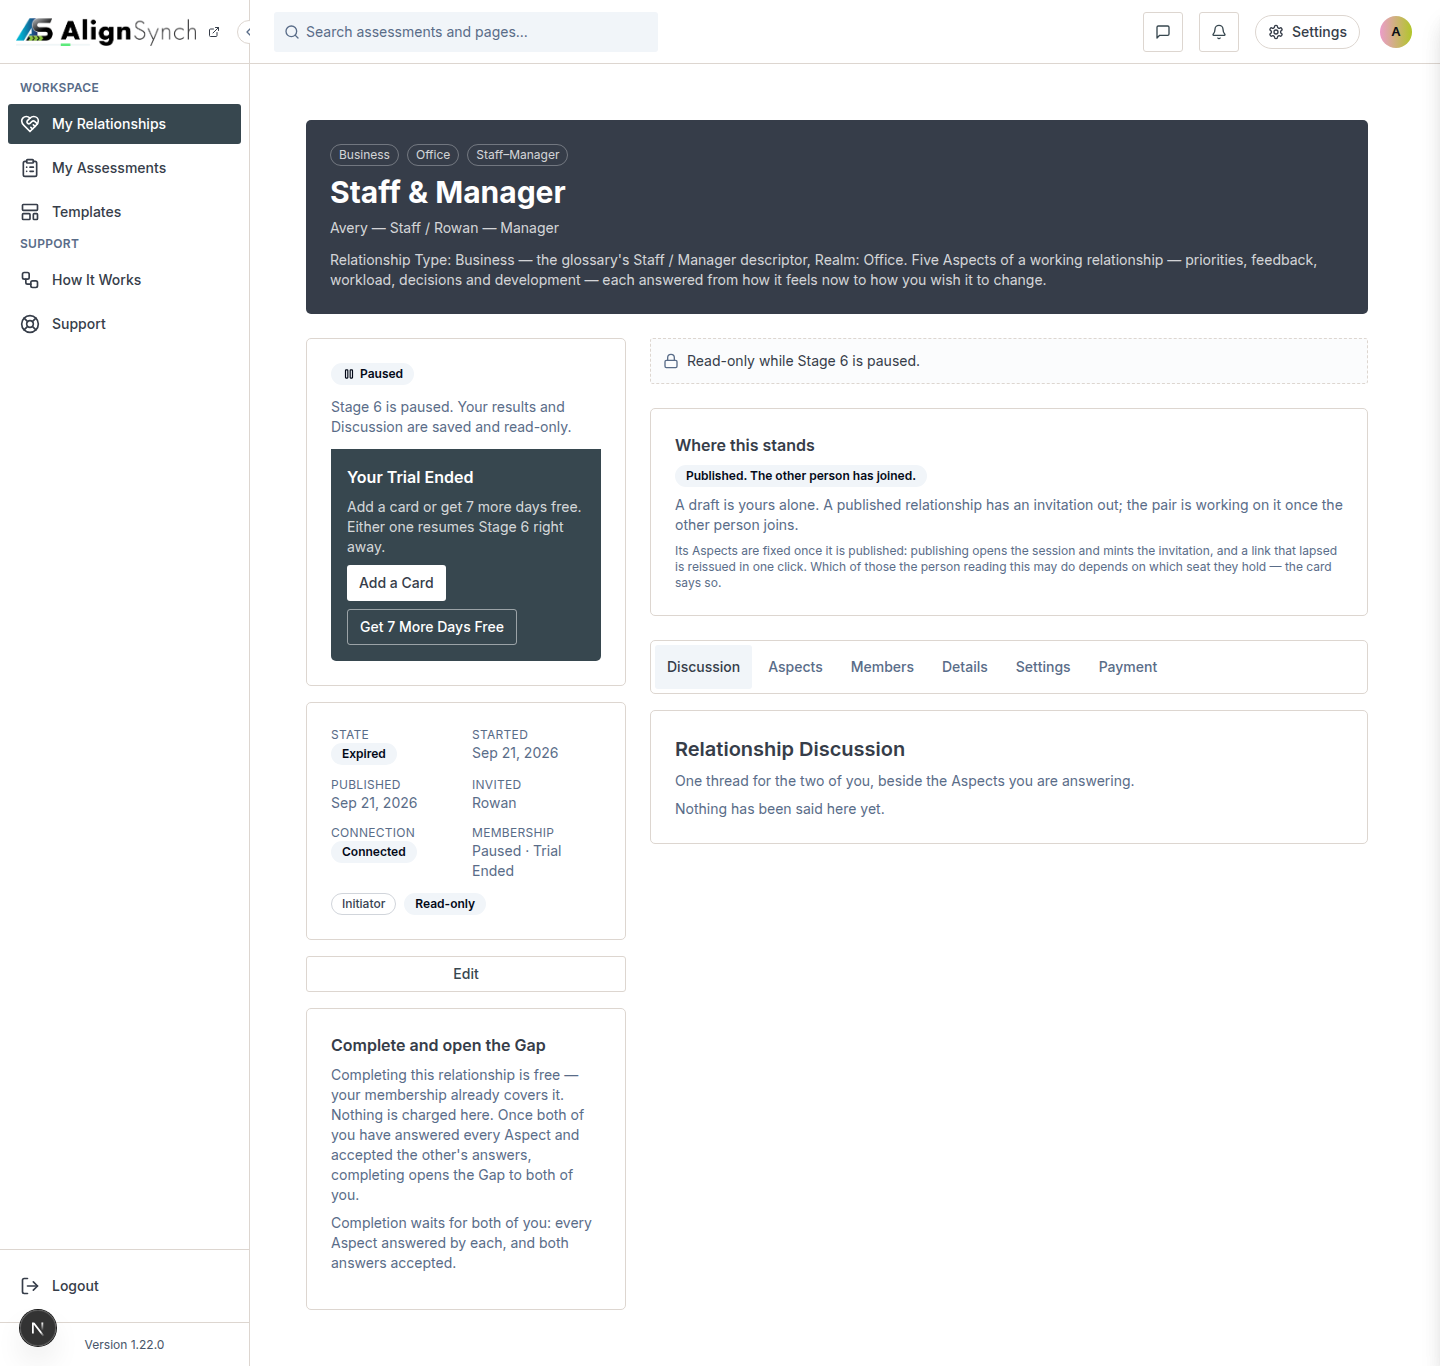 AlignSynch
Search assessments and pages...
Settings
A
WORKSPACE
My Relationships
My Assessments
Templates
SUPPORT
How It Works
Support
Logout
N
Version 1.22.0
Business
Office
Staff–Manager
Staff & Manager
Avery — Staff / Rowan — Manager
Relationship Type: Business — the glossary's Staff / Manager descriptor, Realm: Office. Five Aspects of a working relationship — priorities, feedback,
workload, decisions and development — each answered from how it feels now to how you wish it to change.
Paused
Stage 6 is paused. Your results and
Discussion are saved and read-only.
Your Trial Ended
Add a card or get 7 more days free.
Either one resumes Stage 6 right
away.
Add a Card
Get 7 More Days Free
STATE
Expired
STARTED
Sep 21, 2026
PUBLISHED
Sep 21, 2026
INVITED
Rowan
CONNECTION
Connected
MEMBERSHIP
Paused · Trial
Ended
Initiator
Read-only
Edit
Complete and open the Gap
Completing this relationship is free —
your membership already covers it.
Nothing is charged here. Once both of
you have answered every Aspect and
accepted the other's answers,
completing opens the Gap to both of
you.
Completion waits for both of you: every
Aspect answered by each, and both
answers accepted.
Read-only while Stage 6 is paused.
Where this stands
Published. The other person has joined.
A draft is yours alone. A published relationship has an invitation out; the pair is working on it once the
other person joins.
Its Aspects are fixed once it is published: publishing opens the session and mints the invitation, and a link that lapsed
is reissued in one click. Which of those the person reading this may do depends on which seat they hold — the card
says so.
Discussion
Aspects
Members
Details
Settings
Payment
Relationship Discussion
One thread for the two of you, beside the Aspects you are answering.
Nothing has been said here yet.